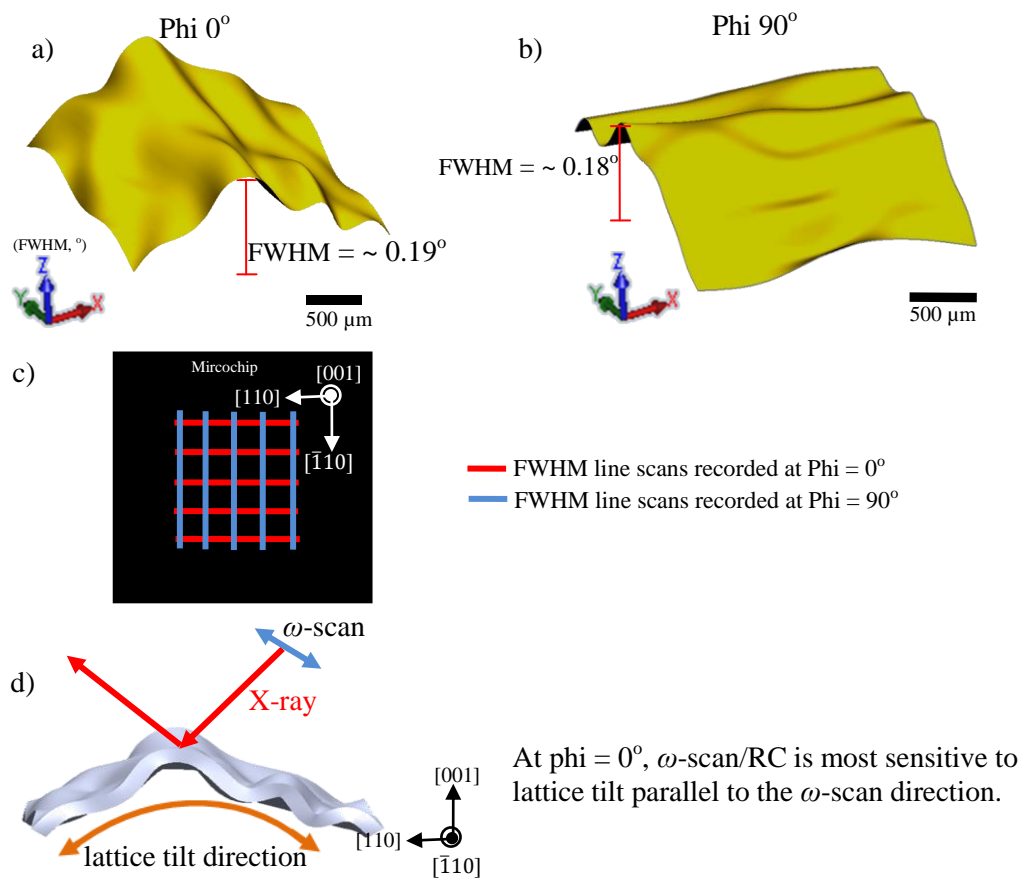 Phi 0°
Phi 90°
a)
b)
FWHM = ~ 0.18°
(FWHM, °)
FWHM = ~ 0.19°
Z
Y
X
500 µm
Z
Y
X
500 µm
c)
Mircochip
[001]
[110]
[1̅10]
FWHM line scans recorded at Phi = 0°
FWHM line scans recorded at Phi = 90°
ω-scan
d)
X-ray
At phi = 0°, ω-scan/RC is most sensitive to
lattice tilt parallel to the ω-scan direction.
[001]
[110]
lattice tilt direction
[1̅10]